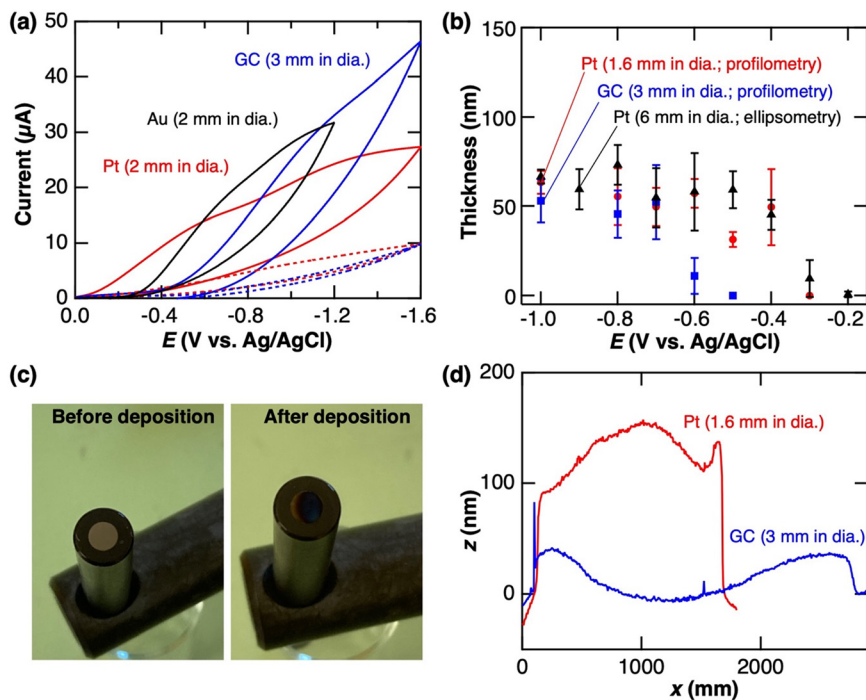 (a)
50
40
30
20
10
0
Current (µA)
GC (3 mm in dia.)
Au (2 mm in dia.)
Pt (2 mm in dia.)
0.0
-0.4
-0.8
-1.2
-1.6
E (V vs. Ag/AgCl)
(b)
150
100
50
0
Thickness (nm)
Pt (1.6 mm in dia.; profilometry)
GC (3 mm in dia.; profilometry)
Pt (6 mm in dia.; ellipsometry)
-1.0
-0.8
-0.6
-0.4
-0.2
E (V vs. Ag/AgCl)
(c)
Before deposition
After deposition
(d)
200
100
0
z (nm)
Pt (1.6 mm in dia.)
GC (3 mm in dia.)
0
1000
2000
x (mm)